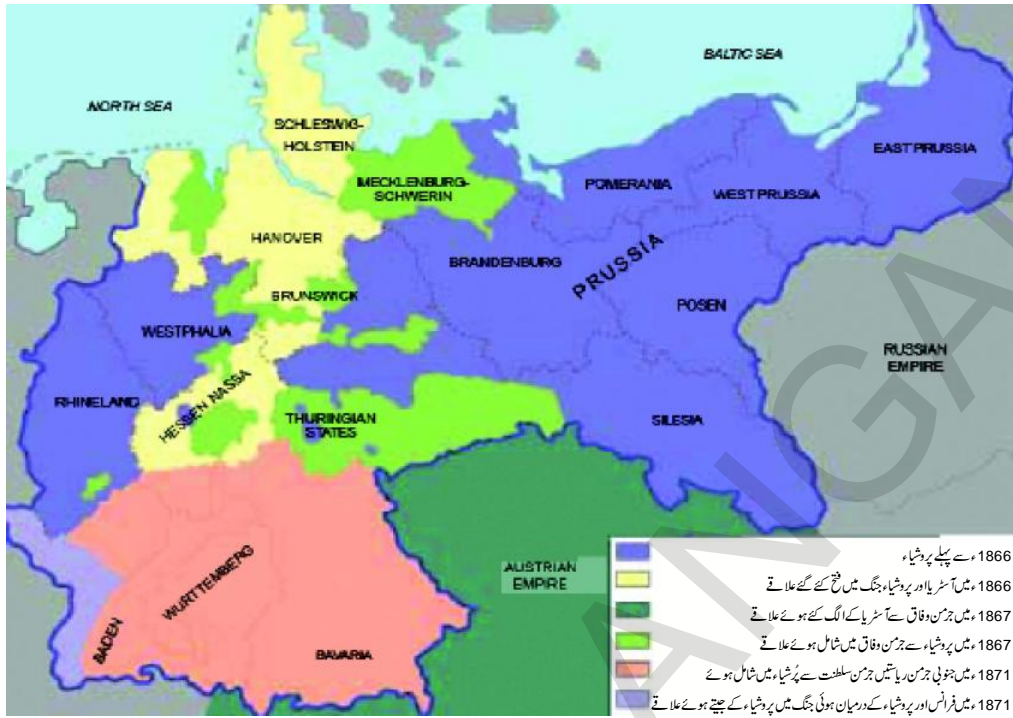 BALTIC SEA
NORTH SEA
SCHLESWIG-
HOLSTEIN
EAST PRUSSIA
MECKLENBURG-
SCHWERIN
POMERANIA
WEST PRUSSIA
HANOVER
BRANDENBURG
PRUSSIA
BRUNSWICK
POSEN
WESTPHALIA
RUSSIAN
EMPIRE
RHINELAND
HESSEN NASSA
THURINGIAN
STATES
SILESIA
AUSTRIAN
EMPIRE
WURTTEMBERG
BADEN
BAVARIA
1866ء سے پہلے پروشیاء
1866ء میں آسٹریا اور پروشیاء جنگ میں فتح کئے گئے علاقے
1867ء میں جرمن وفاق سے آسٹریا کے الگ کئے ہوئے علاقے
1867ء میں پروشیاء سے جرمن وفاق میں شامل ہوئے علاقے
1871ء میں جنوبی جرمن ریاستیں جرمن سلطنت سے پُرشیاء میں شامل ہوئے
1871ء میں فرانس اور پروشیاء کے درمیان ہوئی جنگ میں پروشیاء کے جیتے ہوئے علاقے